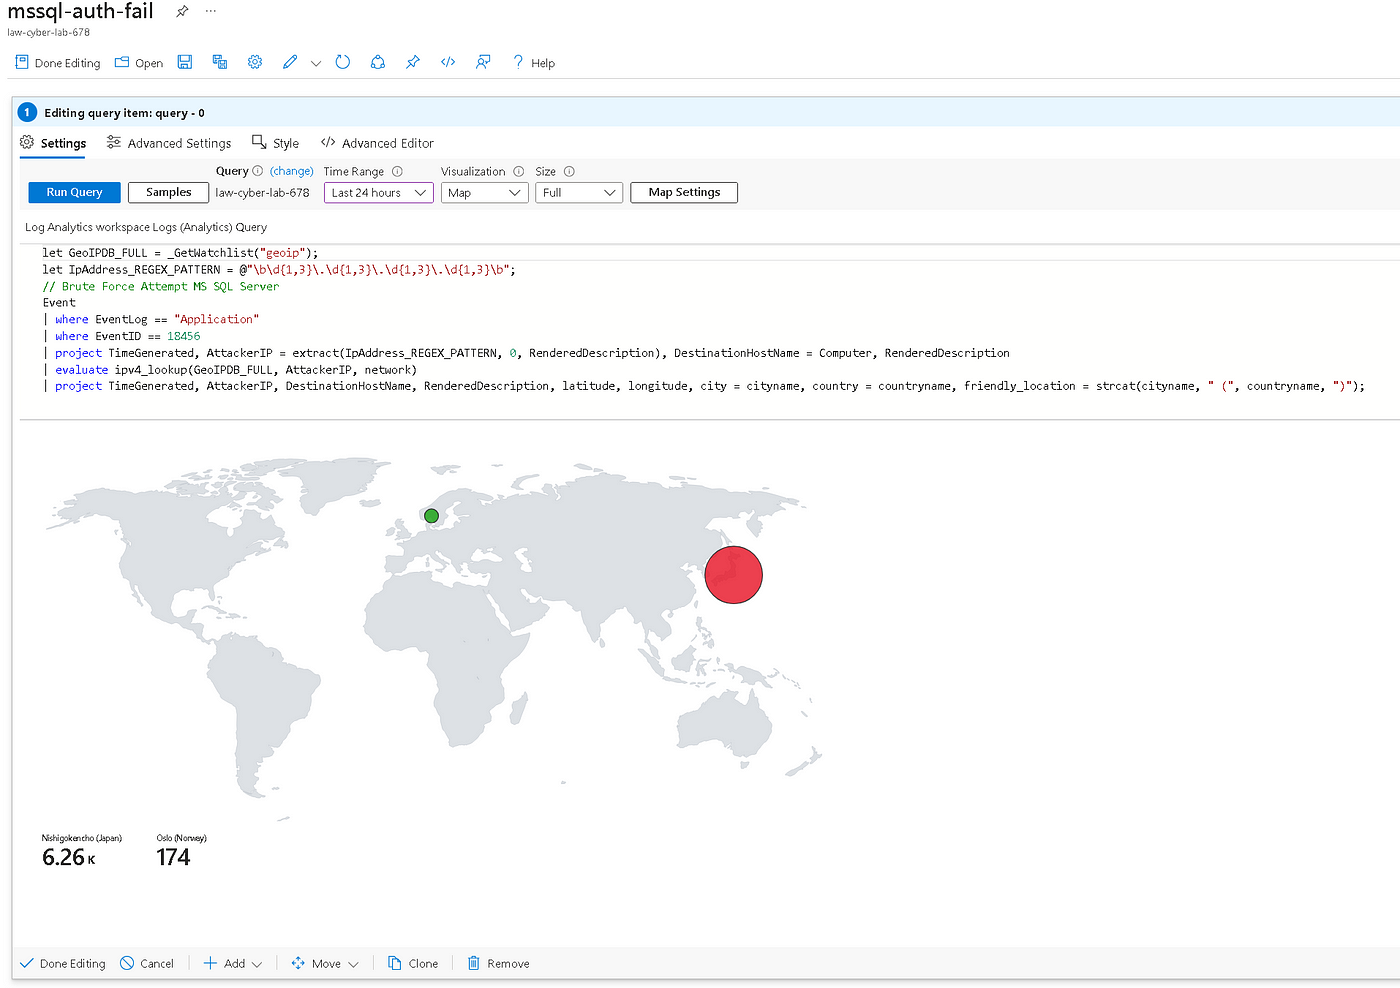 mssql-auth-fail
law-cyber-lab-678
Done Editing Open Help
1 Editing query item: query - 0
Settings Advanced Settings Style Advanced Editor
Query (change) Time Range Visualization Size
Run Query Samples law-cyber-lab-678 Last 24 hours Map Full Map Settings
Log Analytics workspace Logs (Analytics) Query
let GeoIPDB_FULL = _GetWatchlist("geoip");
let IpAddress_REGEX_PATTERN = @"\b\d{1,3}\.\d{1,3}\.\d{1,3}\.\d{1,3}\b";
// Brute Force Attempt MS SQL Server
Event
| where EventLog == "Application"
| where EventID == 18456
| project TimeGenerated, AttackerIP = extract(IpAddress_REGEX_PATTERN, 0, RenderedDescription), DestinationHostName = Computer, RenderedDescription
| evaluate ipv4_lookup(GeoIPDB_FULL, AttackerIP, network)
| project TimeGenerated, AttackerIP, DestinationHostName, RenderedDescription, latitude, longitude, city = cityname, country = countryname, friendly_location = strcat(cityname, " (", countryname, ")");
Nishigokencho (Japan) Oslo (Norway)
6.26 K 174
Done Editing Cancel Add Move Clone Remove